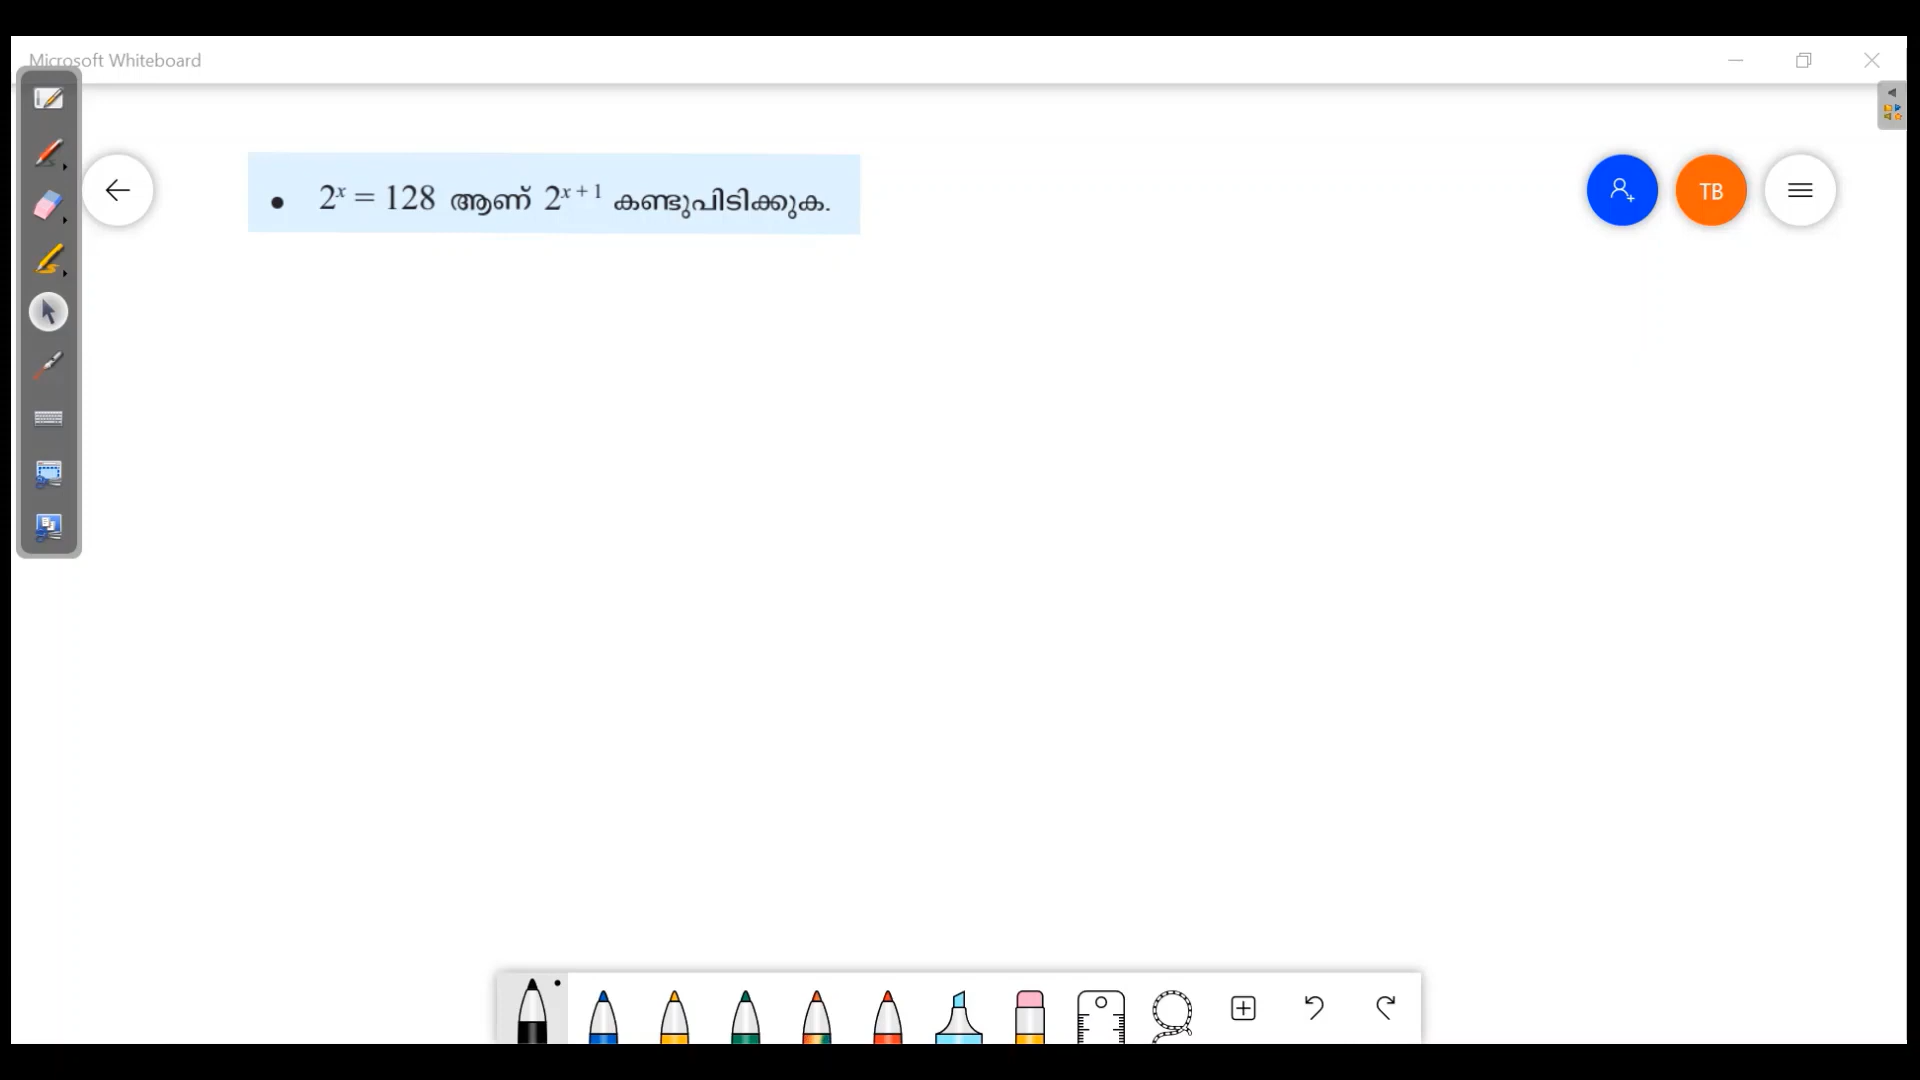 Microsoft Whiteboard
• 2ˣ = 128 ആണ് 2ˣ⁺¹ കണ്ടുപിടിക്കുക.
TB